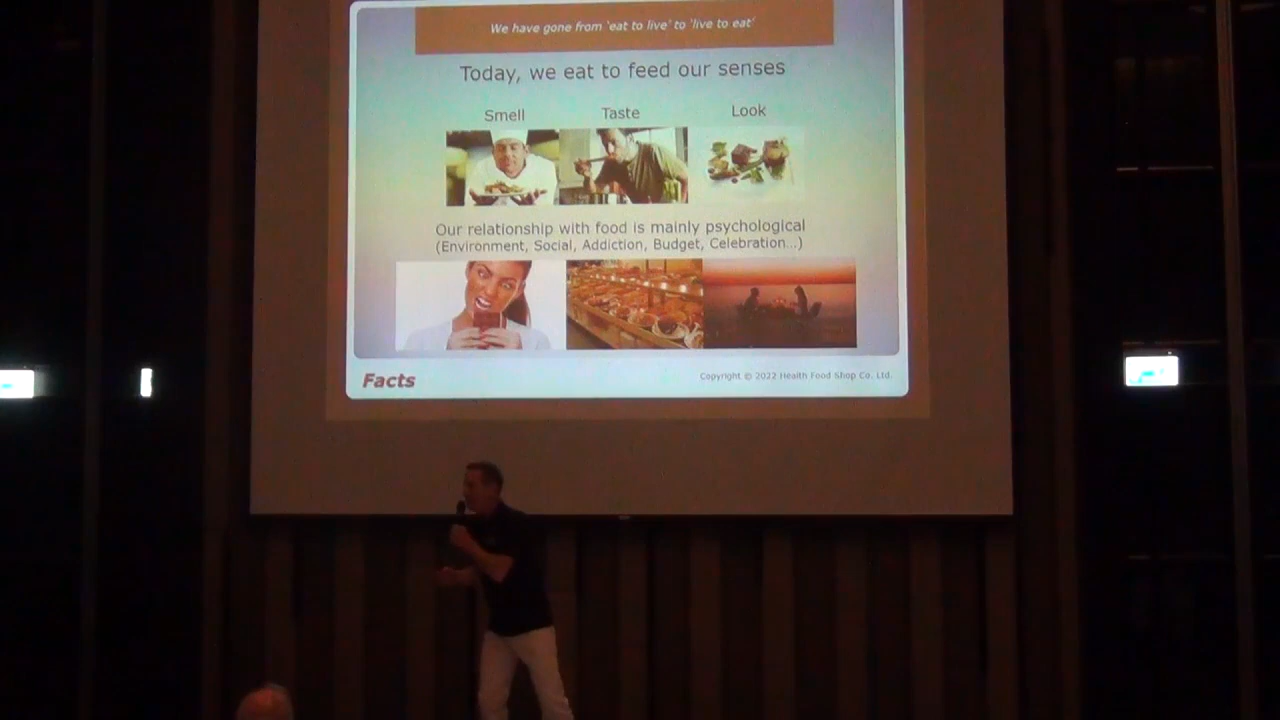 We have gone from 'eat to live' to 'live to eat'
Today, we eat to feed our senses
Smell
Taste
Look
Our relationship with food is mainly psychological
(Environment, Social, Addiction, Budget, Celebration...)
Facts
Copyright © 2022 Health Food Shop Co. Ltd.